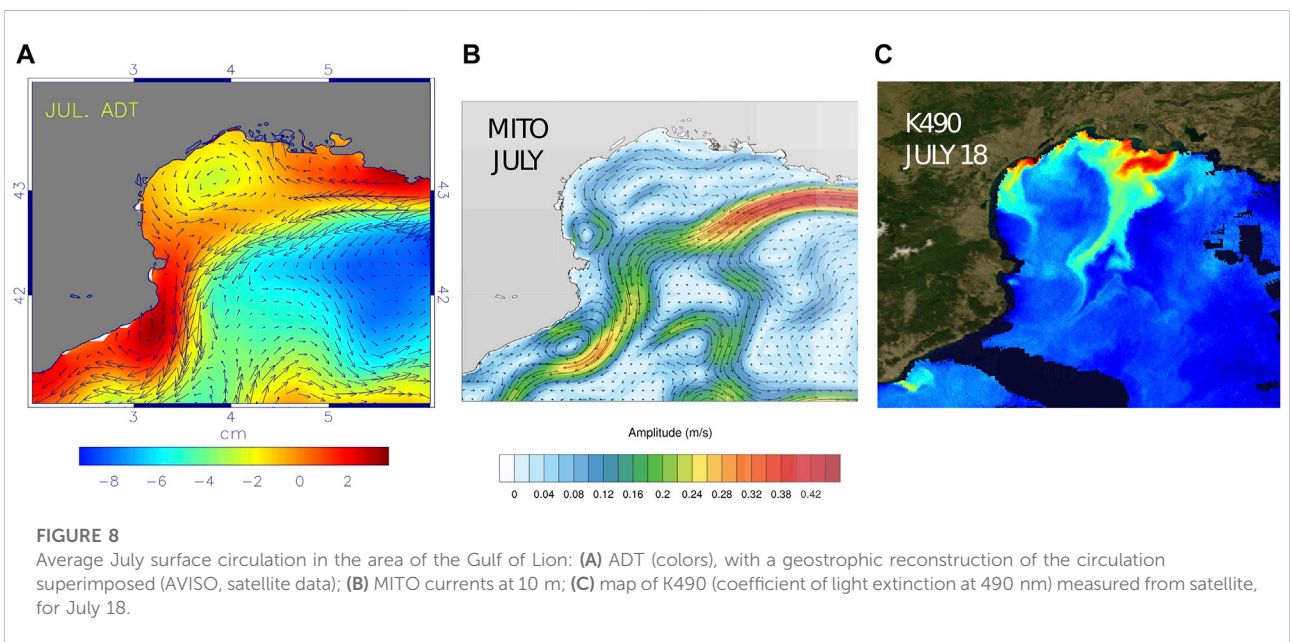 A
B
C
3
4
5
JUL. ADT
43
42
43
42
3
4
5
cm
−8
−6
−4
−2
0
2
MITO
JULY
Amplitude (m/s)
0
0.04
0.08
0.12
0.16
0.2
0.24
0.28
0.32
0.38
0.42
K490
JULY 18
FIGURE 8
Average July surface circulation in the area of the Gulf of Lion: (A) ADT (colors), with a geostrophic reconstruction of the circulation
superimposed (AVISO, satellite data); (B) MITO currents at 10 m; (C) map of K490 (coefficient of light extinction at 490 nm) measured from satellite,
for July 18.